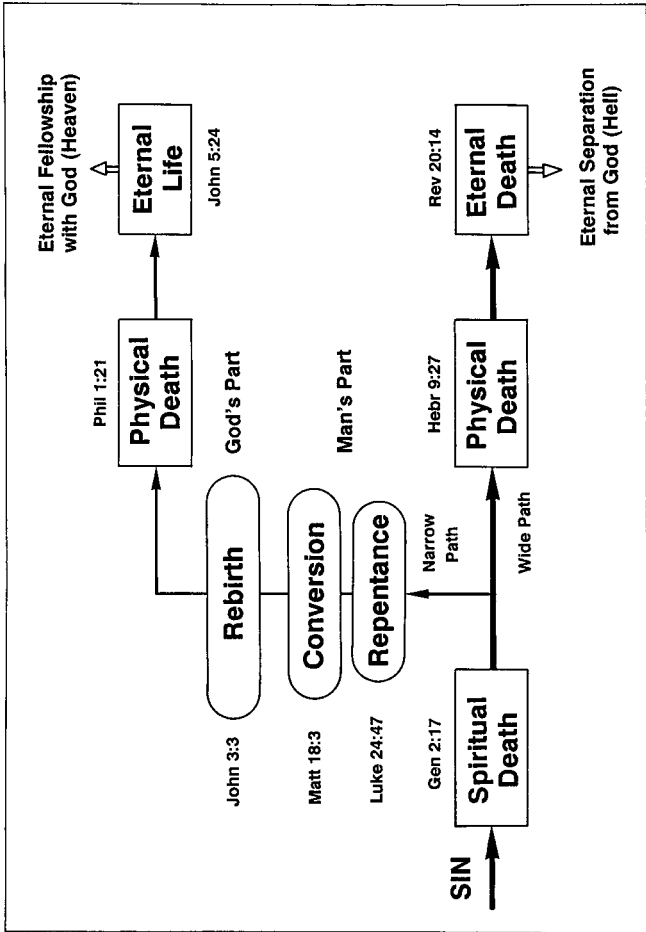 Eternal Fellowship
with God (Heaven)
Phil 1:21
Physical
Death
Eternal
Life
John 5:24
John 3:3
Rebirth
God's Part
Matt 18:3
Conversion
Man's Part
Luke 24:47
Repentance
Narrow
Path
Gen 2:17
Hebr 9:27
Rev 20:14
SIN
Spiritual
Death
Wide Path
Physical
Death
Eternal
Death
Eternal Separation
from God (Hell)